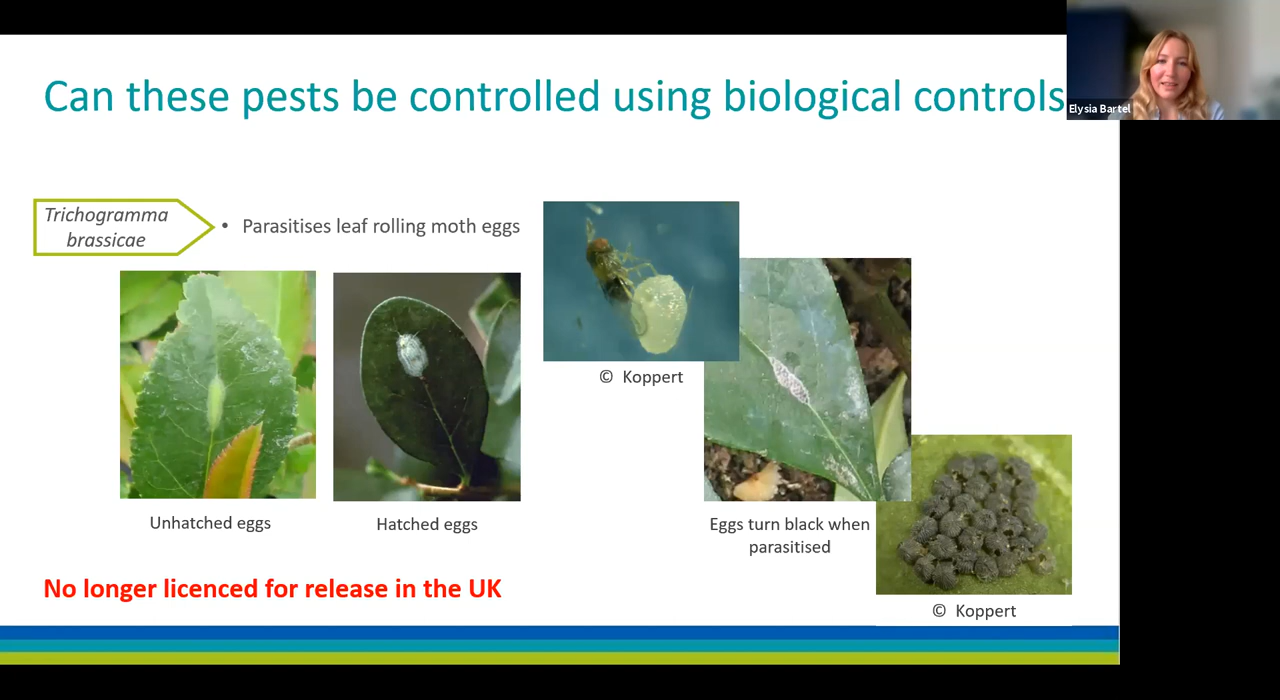 Can these pests be controlled using biological controls
Elysia Bartel
Trichogramma
brassicae
• Parasitises leaf rolling moth eggs
© Koppert
Unhatched eggs
Hatched eggs
Eggs turn black when
parasitised
© Koppert
No longer licenced for release in the UK